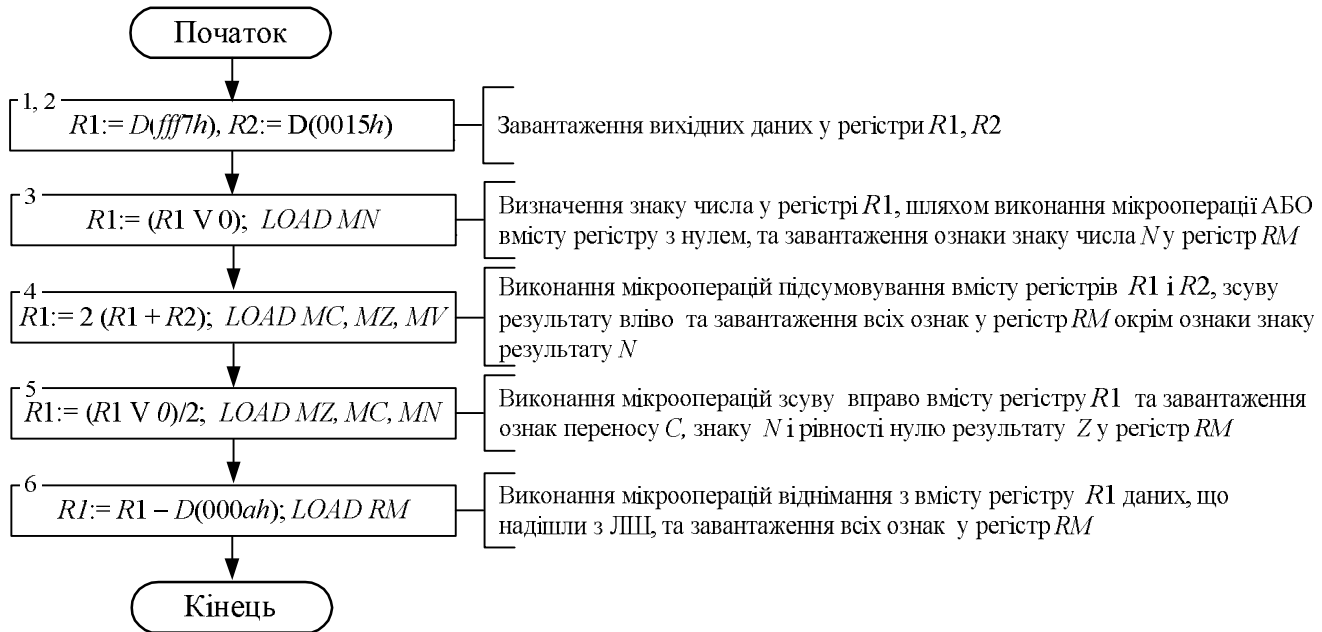 Початок
1, 2
R1:= D(fff7h), R2:= D(0015h)
Завантаження вихідних даних у регістри R1, R2
3
R1:= (R1 V 0); LOAD MN
Визначення знаку числа у регістрі R1, шляхом виконання мікрооперації АБО
вмісту регістру з нулем, та завантаження ознаки знаку числа N у регістр RM
4
R1:= 2 (R1 + R2); LOAD MC, MZ, MV
Виконання мікрооперацій підсумовування вмісту регістрів R1 і R2, зсуву
результату вліво та завантаження всіх ознак у регістр RM окрім ознаки знаку
результату N
5
R1:= (R1 V 0)/2; LOAD MZ, MC, MN
Виконання мікрооперацій зсуву вправо вмісту регістру R1 та завантаження
ознак переносу C, знаку N і рівності нулю результату Z у регістр RM
6
R1:= R1 – D(000ah); LOAD RM
Виконання мікрооперацій віднімання з вмісту регістру R1 даних, що
надішли з ЛШ, та завантаження всіх ознак у регістр RM
Кінець